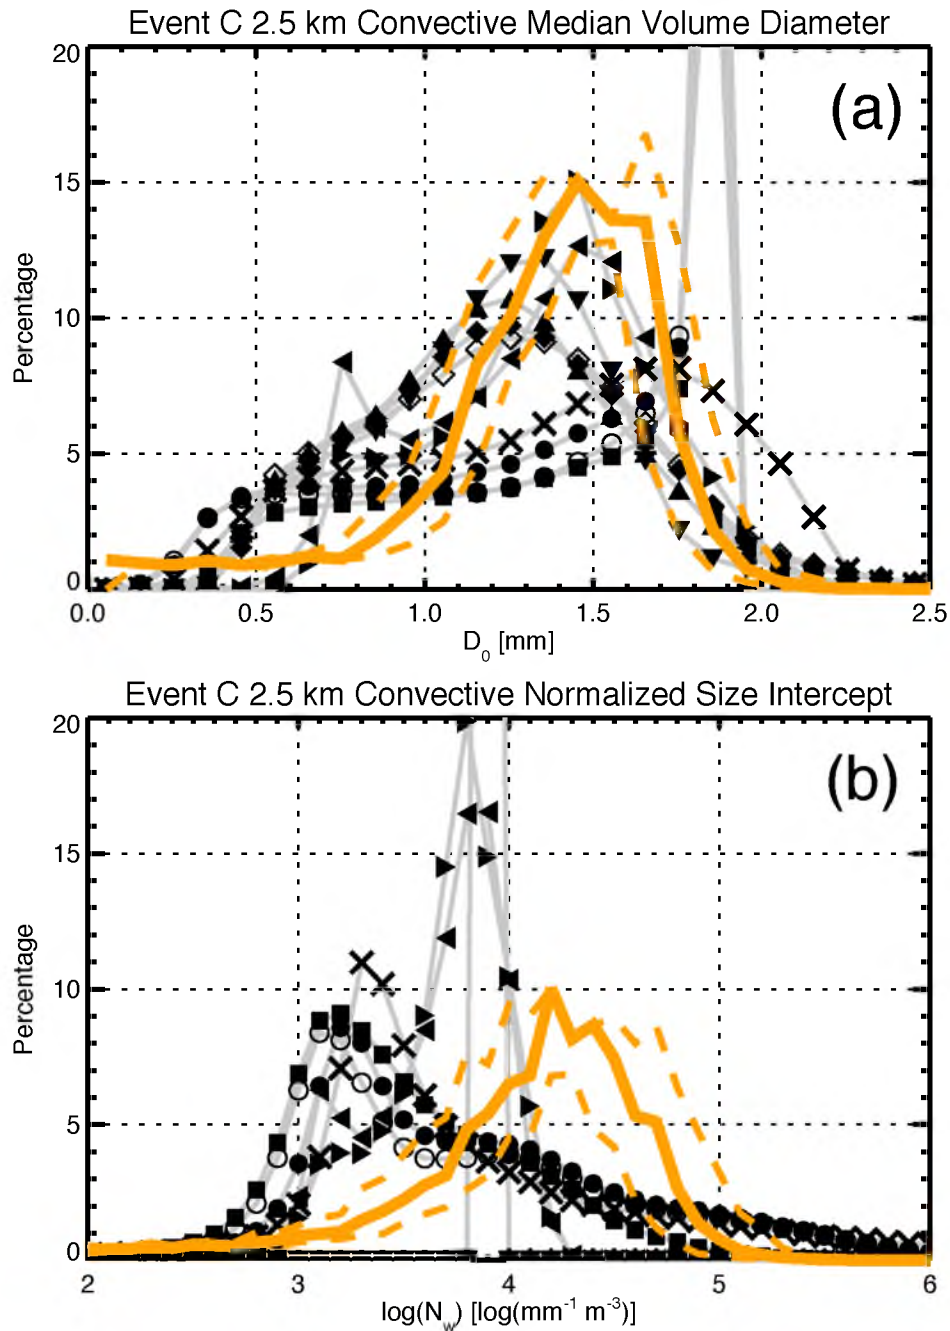 Event C 2.5 km Convective Median Volume Diameter
20
(a)
15
Percentage
10
5
0
0.0 0.5 1.0 1.5 2.0 2.5
D₀ [mm]
Event C 2.5 km Convective Normalized Size Intercept
20
(b)
15
Percentage
10
5
0
2 3 4 5 6
log(N_w) [log(mm⁻¹ m⁻³)]